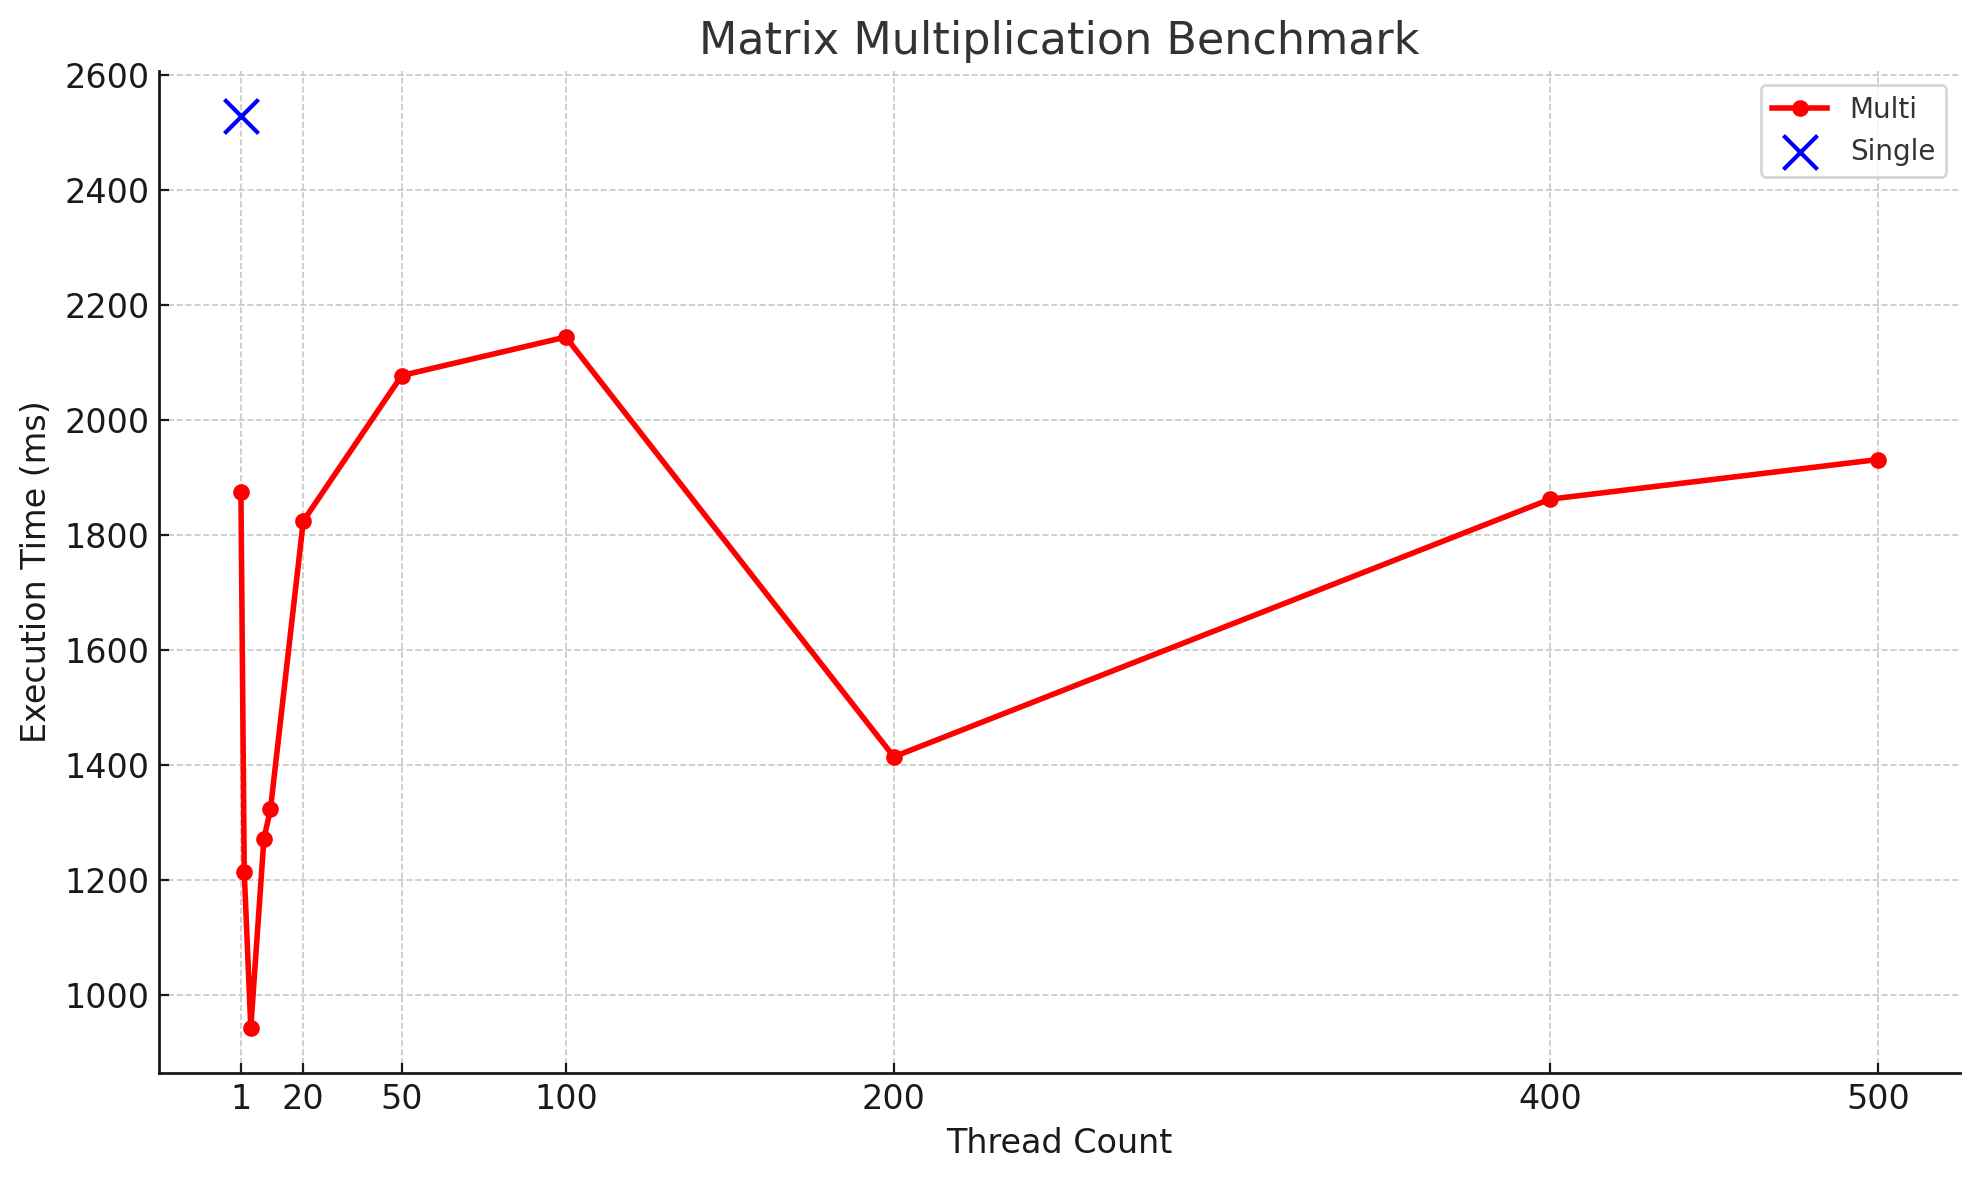 Matrix Multiplication Benchmark
2600
2400
2200
2000
1800
1600
1400
1200
1000
Execution Time (ms)
Multi
Single
1 20 50 100 200 400 500
Thread Count